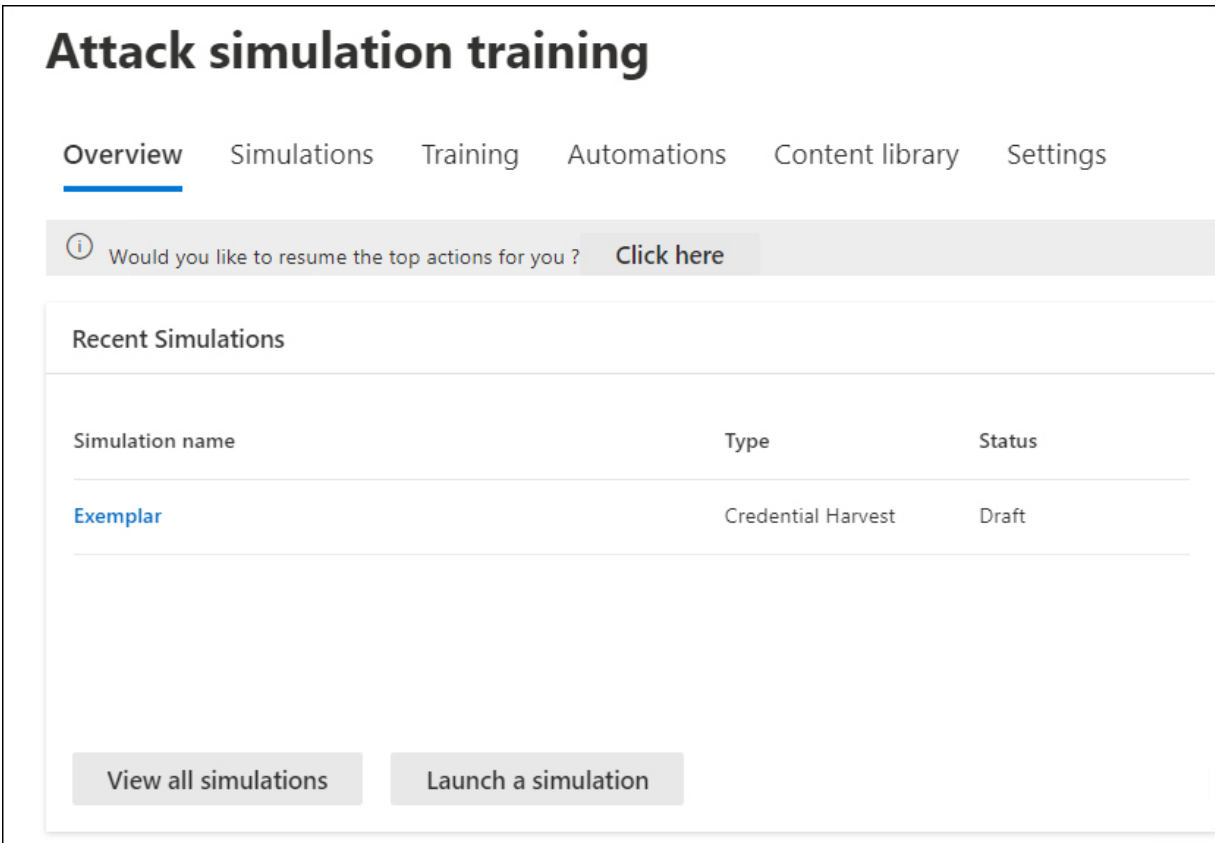 Attack simulation training
Overview Simulations Training Automations Content library Settings
Would you like to resume the top actions for you ? Click here
Recent Simulations
Simulation name Type Status
Exemplar Credential Harvest Draft
View all simulations Launch a simulation